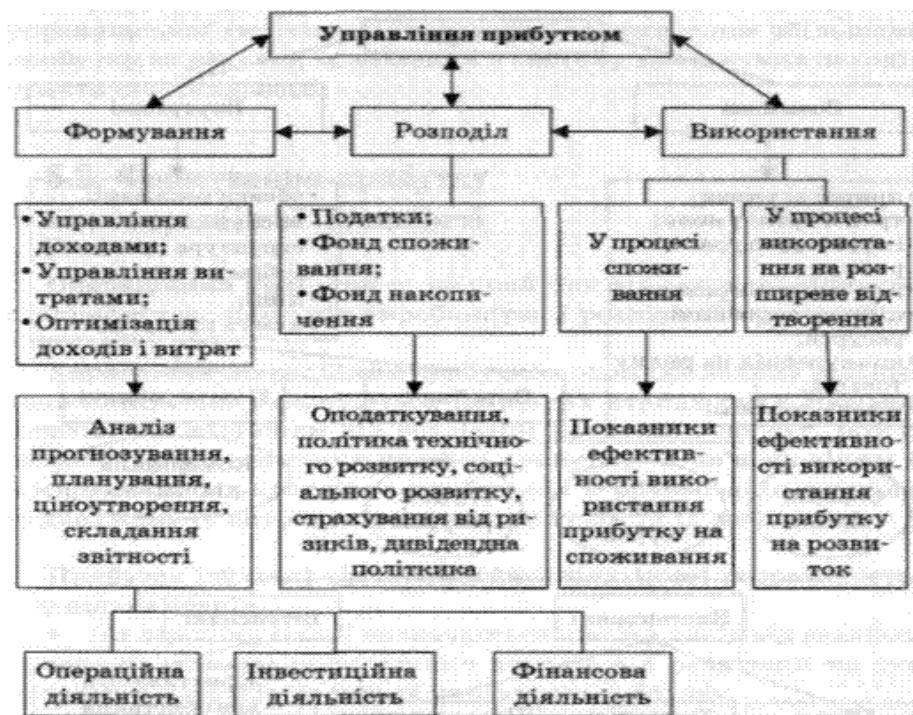 Управління прибутком
Формування
Розподіл
Використання
• Управління
доходами;
• Управління ви-
тратами;
• Оптимізація
доходів і витрат
• Податки;
• Фонд спожи-
вання;
• Фонд накопи-
чення
У процесі
спожи-
вання
У процесі
використа-
ння на роз-
ширене від-
творення
Аналіз
прогнозування,
планування,
ціноутворення,
складання
звітності
Оподаткування,
політика технічно-
го розвитку, соці-
ального розвитку,
страхування від ри-
зиків, дивідендна
політкика
Показники
ефектив-
ності вико-
ристання
прибутку на
споживання
Показники
ефективно-
сті викори-
стання
прибутку
на розви-
ток
Операційна
діяльність
Інвестиційна
діяльність
Фінансова
діяльність